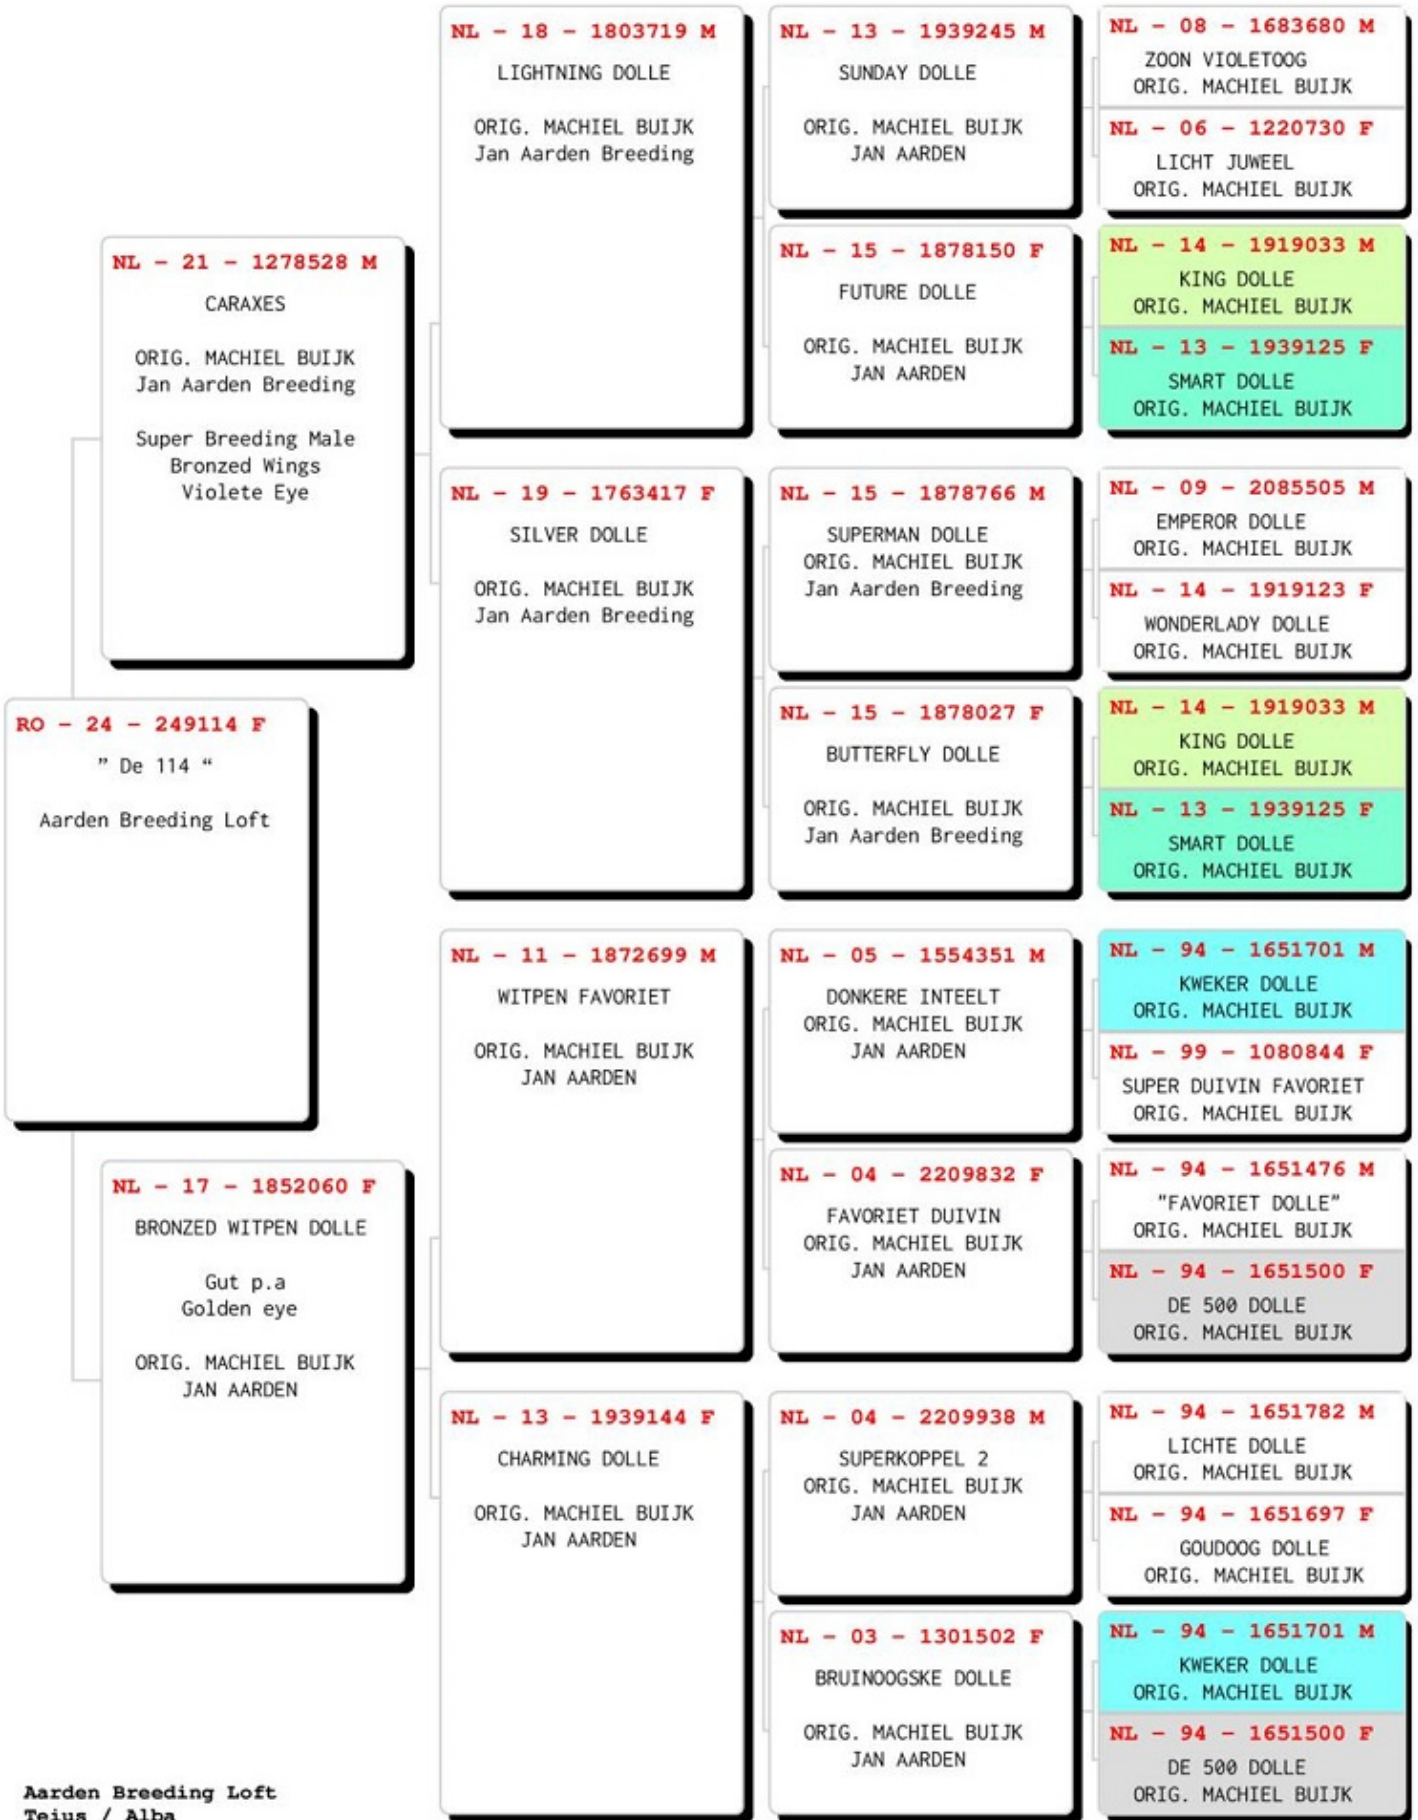 NL - 18 - 1803719 M
LIGHTNING DOLLE
ORIG. MACHIEL BUIJK
Jan Aarden Breeding
NL - 13 - 1939245 M
SUNDAY DOLLE
ORIG. MACHIEL BUIJK
JAN AARDEN
NL - 08 - 1683680 M
ZOON VIOLETOOG
ORIG. MACHIEL BUIJK
NL - 06 - 1220730 F
LICHT JUWEEL
ORIG. MACHIEL BUIJK
NL - 15 - 1878150 F
FUTURE DOLLE
ORIG. MACHIEL BUIJK
JAN AARDEN
NL - 14 - 1919033 M
KING DOLLE
ORIG. MACHIEL BUIJK
NL - 13 - 1939125 F
SMART DOLLE
ORIG. MACHIEL BUIJK
NL - 21 - 1278528 M
CARAXES
ORIG. MACHIEL BUIJK
Jan Aarden Breeding
Super Breeding Male
Bronzed Wings
Violete Eye
NL - 19 - 1763417 F
SILVER DOLLE
ORIG. MACHIEL BUIJK
Jan Aarden Breeding
NL - 15 - 1878766 M
SUPERMAN DOLLE
ORIG. MACHIEL BUIJK
Jan Aarden Breeding
NL - 09 - 2085505 M
EMPEROR DOLLE
ORIG. MACHIEL BUIJK
NL - 14 - 1919123 F
WONDERLADY DOLLE
ORIG. MACHIEL BUIJK
NL - 15 - 1878027 F
BUTTERFLY DOLLE
ORIG. MACHIEL BUIJK
Jan Aarden Breeding
NL - 14 - 1919033 M
KING DOLLE
ORIG. MACHIEL BUIJK
NL - 13 - 1939125 F
SMART DOLLE
ORIG. MACHIEL BUIJK
RO - 24 - 249114 F
” De 114 “
Aarden Breeding Loft
NL - 11 - 1872699 M
WITPEN FAVORIET
ORIG. MACHIEL BUIJK
JAN AARDEN
NL - 05 - 1554351 M
DONKERE INTEELT
ORIG. MACHIEL BUIJK
JAN AARDEN
NL - 94 - 1651701 M
KWEKER DOLLE
ORIG. MACHIEL BUIJK
NL - 99 - 1080844 F
SUPER DUIVIN FAVORIET
ORIG. MACHIEL BUIJK
NL - 04 - 2209832 F
FAVORIET DUIVIN
ORIG. MACHIEL BUIJK
JAN AARDEN
NL - 94 - 1651476 M
"FAVORIET DOLLE”
ORIG. MACHIEL BUIJK
NL - 94 - 1651500 F
DE 500 DOLLE
ORIG. MACHIEL BUIJK
NL - 17 - 1852060 F
BRONZED WITPEN DOLLE
Gut p.a
Golden eye
ORIG. MACHIEL BUIJK
JAN AARDEN
NL - 13 - 1939144 F
CHARMING DOLLE
ORIG. MACHIEL BUIJK
JAN AARDEN
NL - 04 - 2209938 M
SUPERKOPPEL 2
ORIG. MACHIEL BUIJK
JAN AARDEN
NL - 94 - 1651782 M
LICHTE DOLLE
ORIG. MACHIEL BUIJK
NL - 94 - 1651697 F
GOUDOOG DOLLE
ORIG. MACHIEL BUIJK
NL - 03 - 1301502 F
BRUINOOGSKE DOLLE
ORIG. MACHIEL BUIJK
JAN AARDEN
NL - 94 - 1651701 M
KWEKER DOLLE
ORIG. MACHIEL BUIJK
NL - 94 - 1651500 F
DE 500 DOLLE
ORIG. MACHIEL BUIJK
Aarden Breeding Loft
Teius / Alba